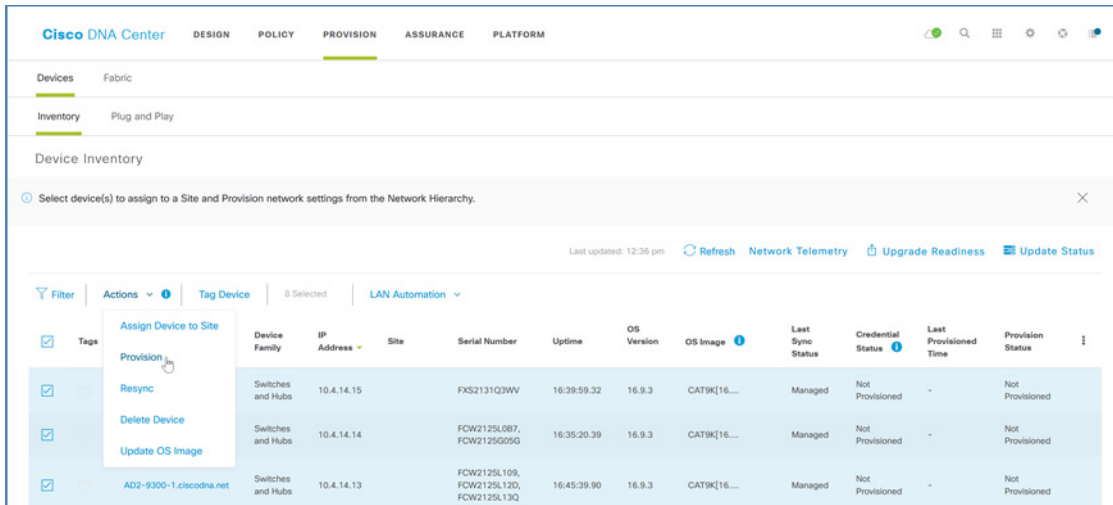 Cisco DNA Center DESIGN POLICY PROVISION ASSURANCE PLATFORM
Devices Fabric
Inventory Plug and Play
Device Inventory
Select device(s) to assign to a Site and Provision network settings from the Network Hierarchy.
Last updated: 12:36 pm Refresh Network Telemetry Upgrade Readiness Update Status
Filter Actions Tag Device 8 Selected LAN Automation
Assign Device to Site
Provision
Resync
Delete Device
Update OS Image
Tags Device Family IP Address Site Serial Number Uptime OS Version OS Image Last Sync Status Credential Status Last Provisioned Time Provision Status
Switches and Hubs 10.4.14.15 FXS2131Q3WV 16:39:59.32 16.9.3 CAT9K[16.... Managed Not Provisioned - Not Provisioned
Switches and Hubs 10.4.14.14 FCW2125L0B7, FCW2125G05G 16:35:20.39 16.9.3 CAT9K[16.... Managed Not Provisioned - Not Provisioned
AD2-9300-1.ciscodna.net Switches and Hubs 10.4.14.13 FCW2125L109, FCW2125L12D, FCW2125L13Q 16:45:39.90 16.9.3 CAT9K[16.... Managed Not Provisioned - Not Provisioned